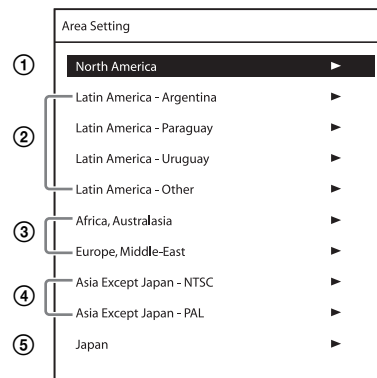 Area Setting
① North America ►
Latin America - Argentina ►
② Latin America - Paraguay ►
Latin America - Uruguay ►
Latin America - Other ►
③ Africa, Australasia ►
Europe, Middle-East ►
④ Asia Except Japan - NTSC ►
Asia Except Japan - PAL ►
⑤ Japan ►